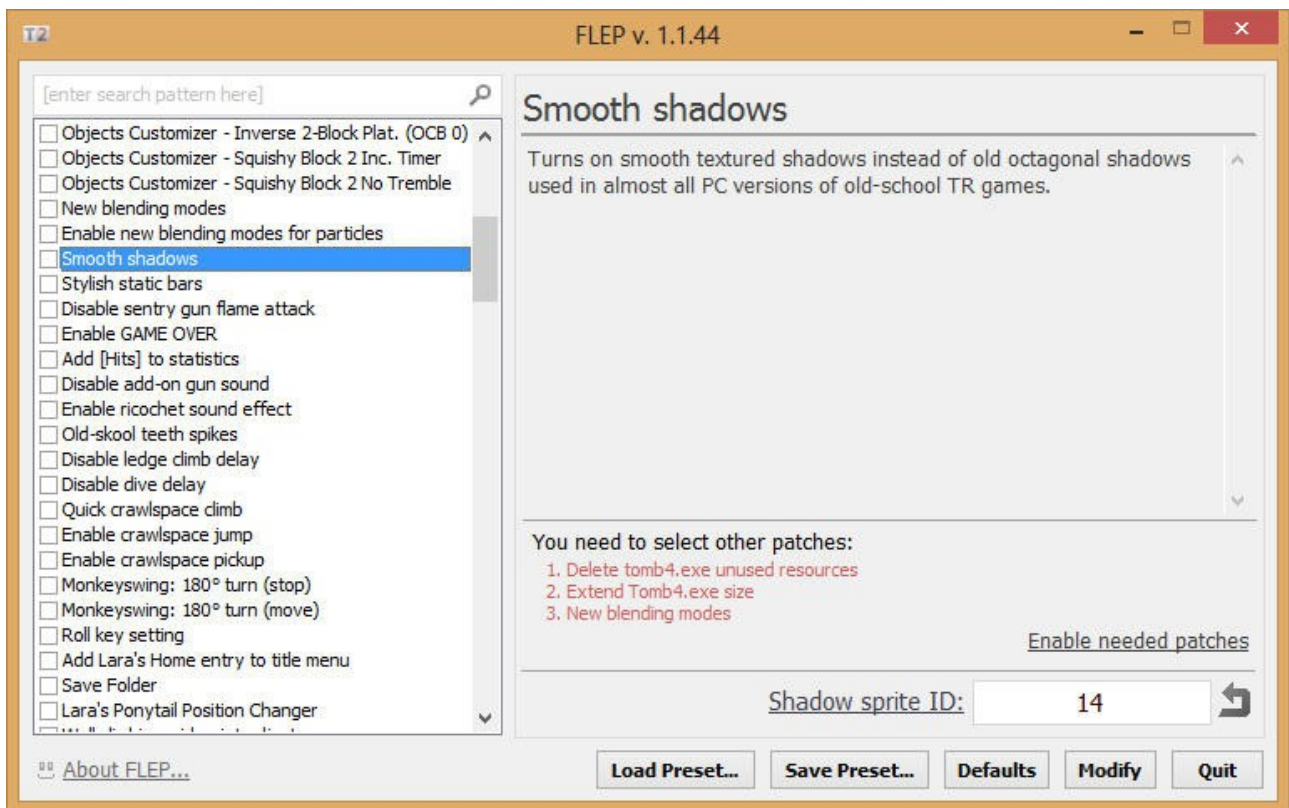 T2
FLEP v. 1.1.44
[enter search pattern here]
Objects Customizer - Inverse 2-Block Plat. (OCB 0)
Objects Customizer - Squishy Block 2 Inc. Timer
Objects Customizer - Squishy Block 2 No Tremble
New blending modes
Enable new blending modes for particles
Smooth shadows
Stylish static bars
Disable sentry gun flame attack
Enable GAME OVER
Add [Hits] to statistics
Disable add-on gun sound
Enable ricochet sound effect
Old-skool teeth spikes
Disable ledge climb delay
Disable dive delay
Quick crawlspace climb
Enable crawlspace jump
Enable crawlspace pickup
Monkeyswing: 180° turn (stop)
Monkeyswing: 180° turn (move)
Roll key setting
Add Lara's Home entry to title menu
Save Folder
Lara's Ponytail Position Changer
Smooth shadows
Turns on smooth textured shadows instead of old octagonal shadows
used in almost all PC versions of old-school TR games.
You need to select other patches:
1. Delete tomb4.exe unused resources
2. Extend Tomb4.exe size
3. New blending modes
Enable needed patches
Shadow sprite ID: 14
About FLEP...
Load Preset... Save Preset... Defaults Modify Quit